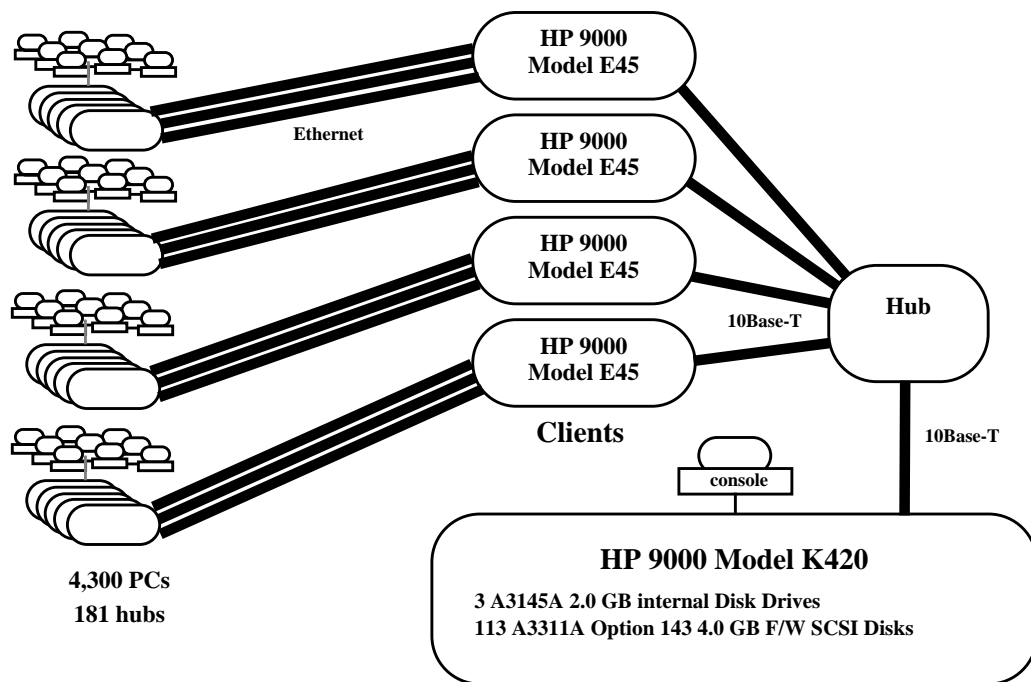 HP 9000
Model E45
Ethernet
HP 9000
Model E45
HP 9000
Model E45
Hub
10Base-T
HP 9000
Model E45
Clients
10Base-T
console
HP 9000 Model K420
4,300 PCs
181 hubs
3 A3145A 2.0 GB internal Disk Drives
113 A3311A Option 143 4.0 GB F/W SCSI Disks